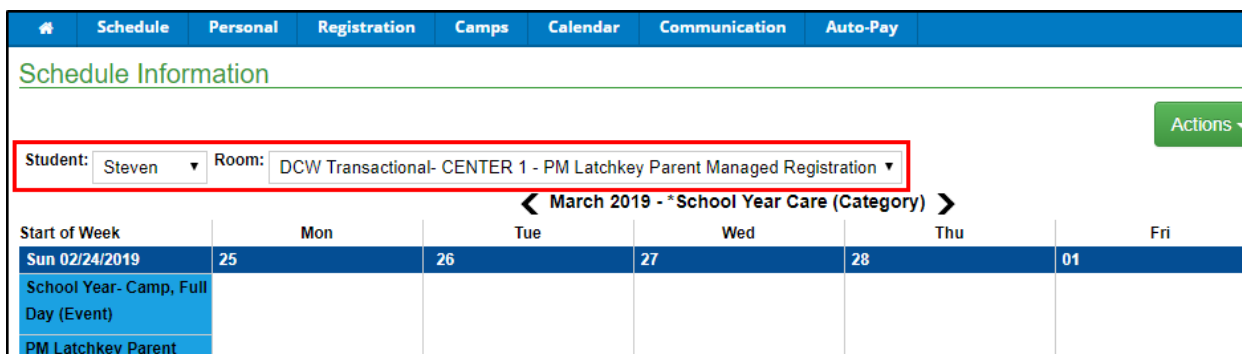 Schedule Personal Registration Camps Calendar Communication Auto-Pay
Schedule Information
Actions
Student: Steven Room: DCW Transactional- CENTER 1 - PM Latchkey Parent Managed Registration
March 2019 - *School Year Care (Category)
Start of Week Mon Tue Wed Thu Fri
Sun 02/24/2019 25 26 27 28 01
School Year- Camp, Full
Day (Event)
PM Latchkey Parent